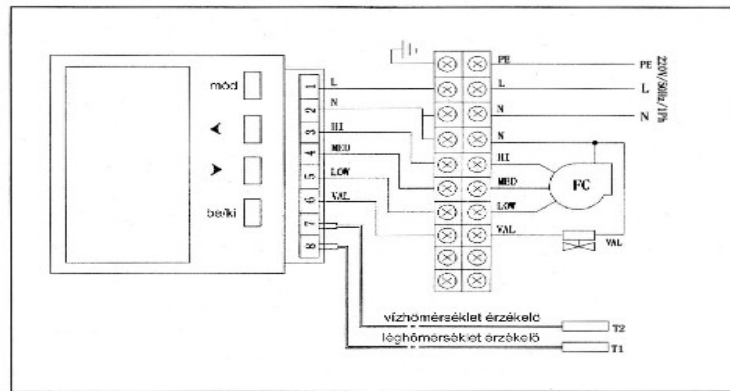 mód
<
>
be/ki
1
2
3
4
5
6
7
8
L
N
HI
MED
LOW
VAL
PE
L
N
N
HI
MED
LOW
VAL
PE
L
N
220V/50Hz/1Ph
FC
VAL
vízhőmérséklet érzékelő
T2
léghőmérséklet érzékelő
T1